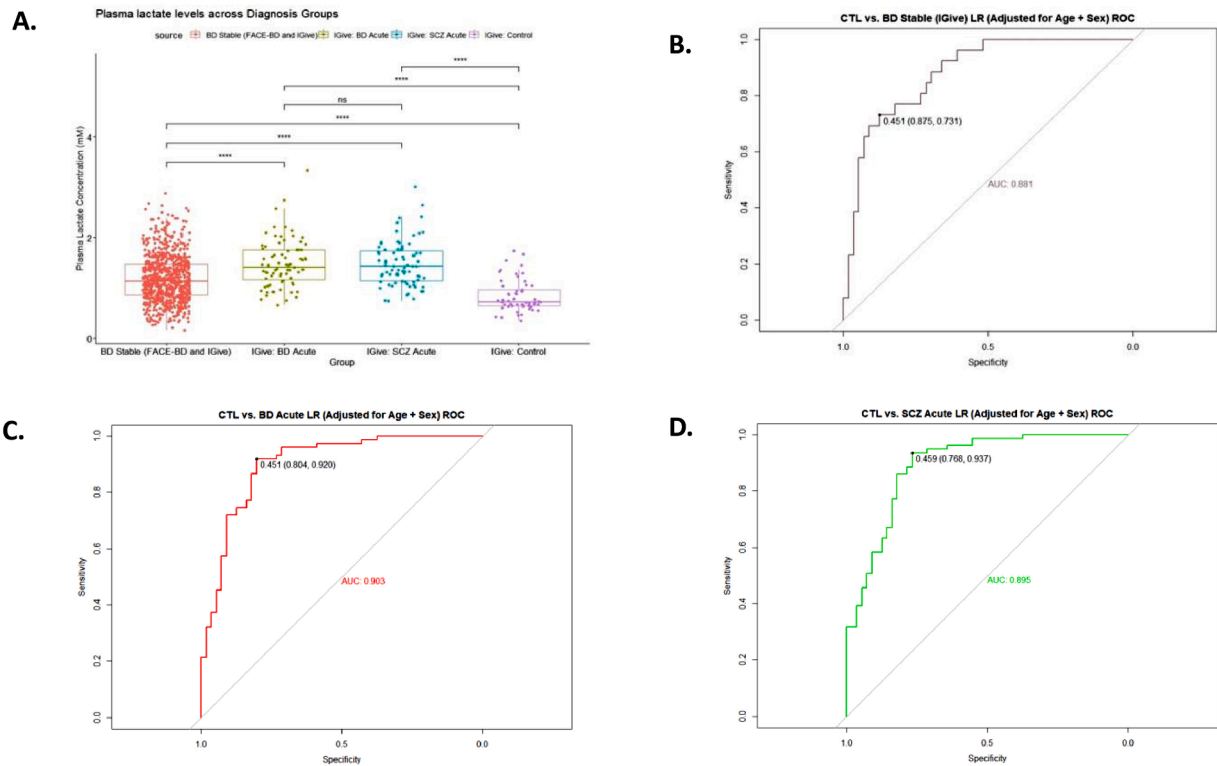 A.
Plasma lactate levels across Diagnosis Groups
source BD Stable (FACE-BD and IGive) IGive: BD Acute IGive: SCZ Acute IGive: Control
****
****
ns
****
****
****
Plasma Lactate Concentration (mM)
4
2
0
BD Stable (FACE-BD and IGive) IGive: BD Acute IGive: SCZ Acute IGive: Control
Group
B.
CTL vs. BD Stable (IGive) LR (Adjusted for Age + Sex) ROC
Sensitivity
1.0
0.8
0.6
0.4
0.2
0.0
0.451 (0.875, 0.731)
AUC: 0.881
1.0 0.5 0.0
Specificity
C.
CTL vs. BD Acute LR (Adjusted for Age + Sex) ROC
Sensitivity
1.0
0.8
0.6
0.4
0.2
0.0
0.451 (0.804, 0.920)
AUC: 0.903
1.0 0.5 0.0
Specificity
D.
CTL vs. SCZ Acute LR (Adjusted for Age + Sex) ROC
Sensitivity
1.0
0.8
0.6
0.4
0.2
0.0
0.459 (0.768, 0.937)
AUC: 0.895
1.0 0.5 0.0
Specificity